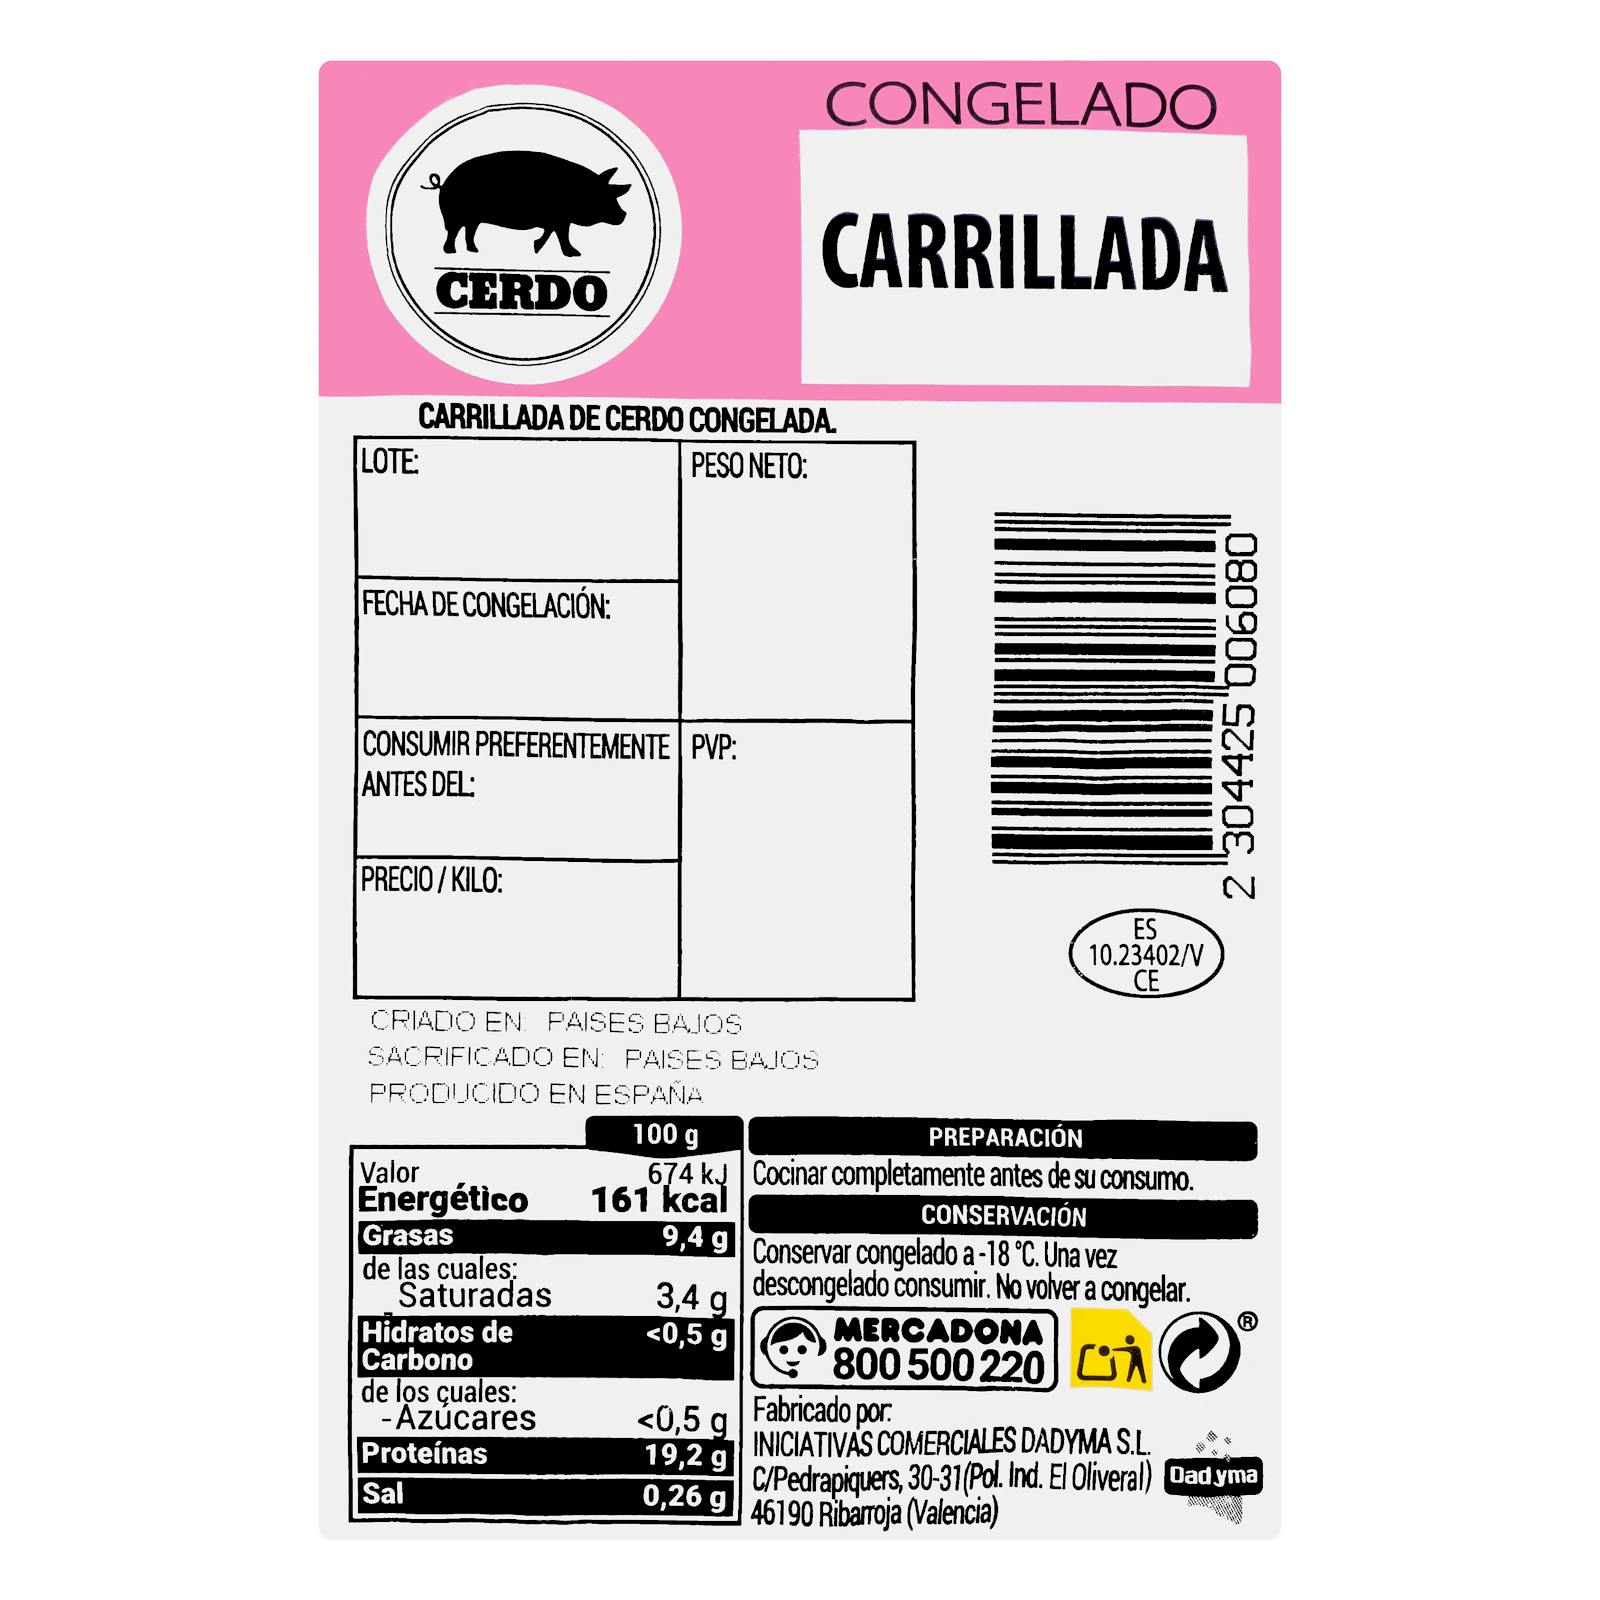 CONGELADO
CERDO
CARRILLADA
CARRILLADA DE CERDO CONGELADA.
LOTE:
PESO NETO:
FECHA DE CONGELACIÓN:
CONSUMIR PREFERENTEMENTE
ANTES DEL:
PVP:
PRECIO / KILO:
2 304425 006080
ES
10.23402/V
CE
CRIADO EN: PAISES BAJOS
SACRIFICADO EN: PAISES BAJOS
PRODUCIDO EN ESPAÑA
100 g
Valor 674 kJ
Energético 161 kcal
Grasas 9,4 g
de las cuales:
- Saturadas 3,4 g
Hidratos de <0,5 g
Carbono
de los cuales:
- Azúcares <0,5 g
Proteínas 19,2 g
Sal 0,26 g
PREPARACIÓN
Cocinar completamente antes de su consumo.
CONSERVACIÓN
Conservar congelado a -18 °C. Una vez
descongelado consumir. No volver a congelar.
MERCADONA
800 500 220
®
Fabricado por:
INICIATIVAS COMERCIALES DADYMA S.L.
C/Pedrapiquers, 30-31(Pol. Ind. El Oliveral)
46190 Ribarroja (Valencia)
Dadyma